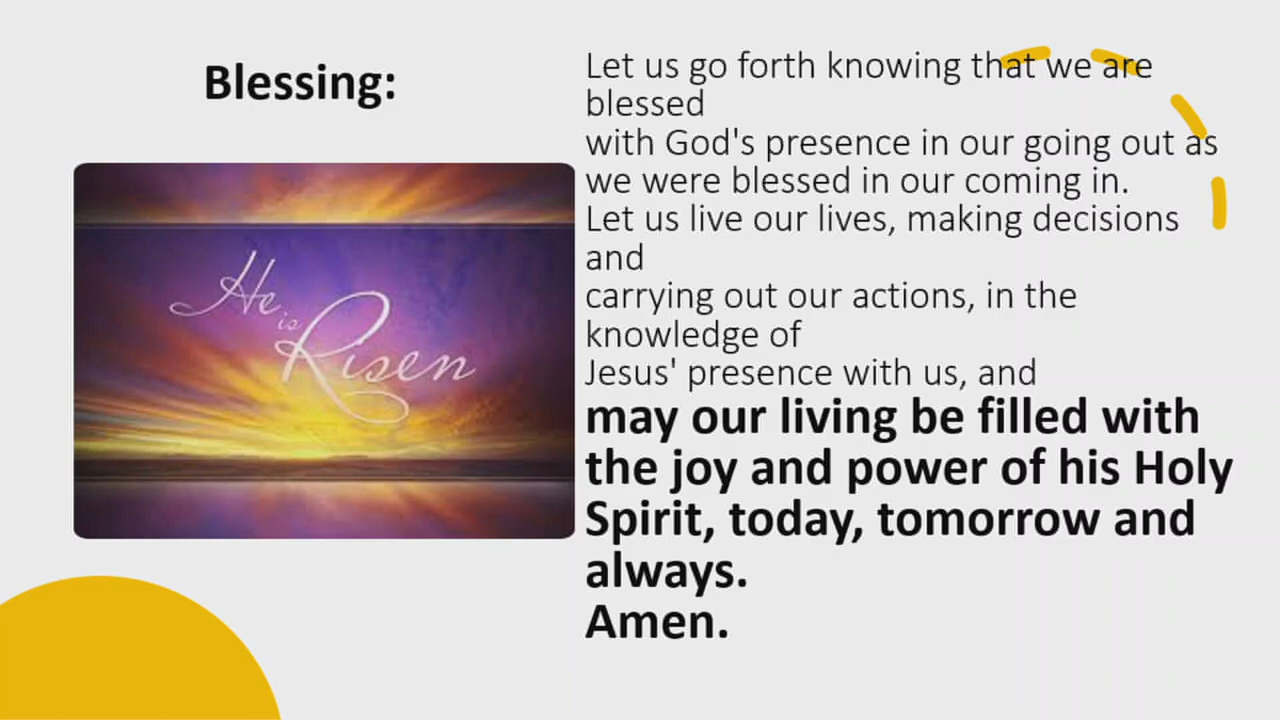 Blessing:
He
is
Risen
Let us go forth knowing that we are
blessed
with God's presence in our going out as
we were blessed in our coming in.
Let us live our lives, making decisions
and
carrying out our actions, in the
knowledge of
Jesus' presence with us, and
may our living be filled with
the joy and power of his Holy
Spirit, today, tomorrow and
always.
Amen.